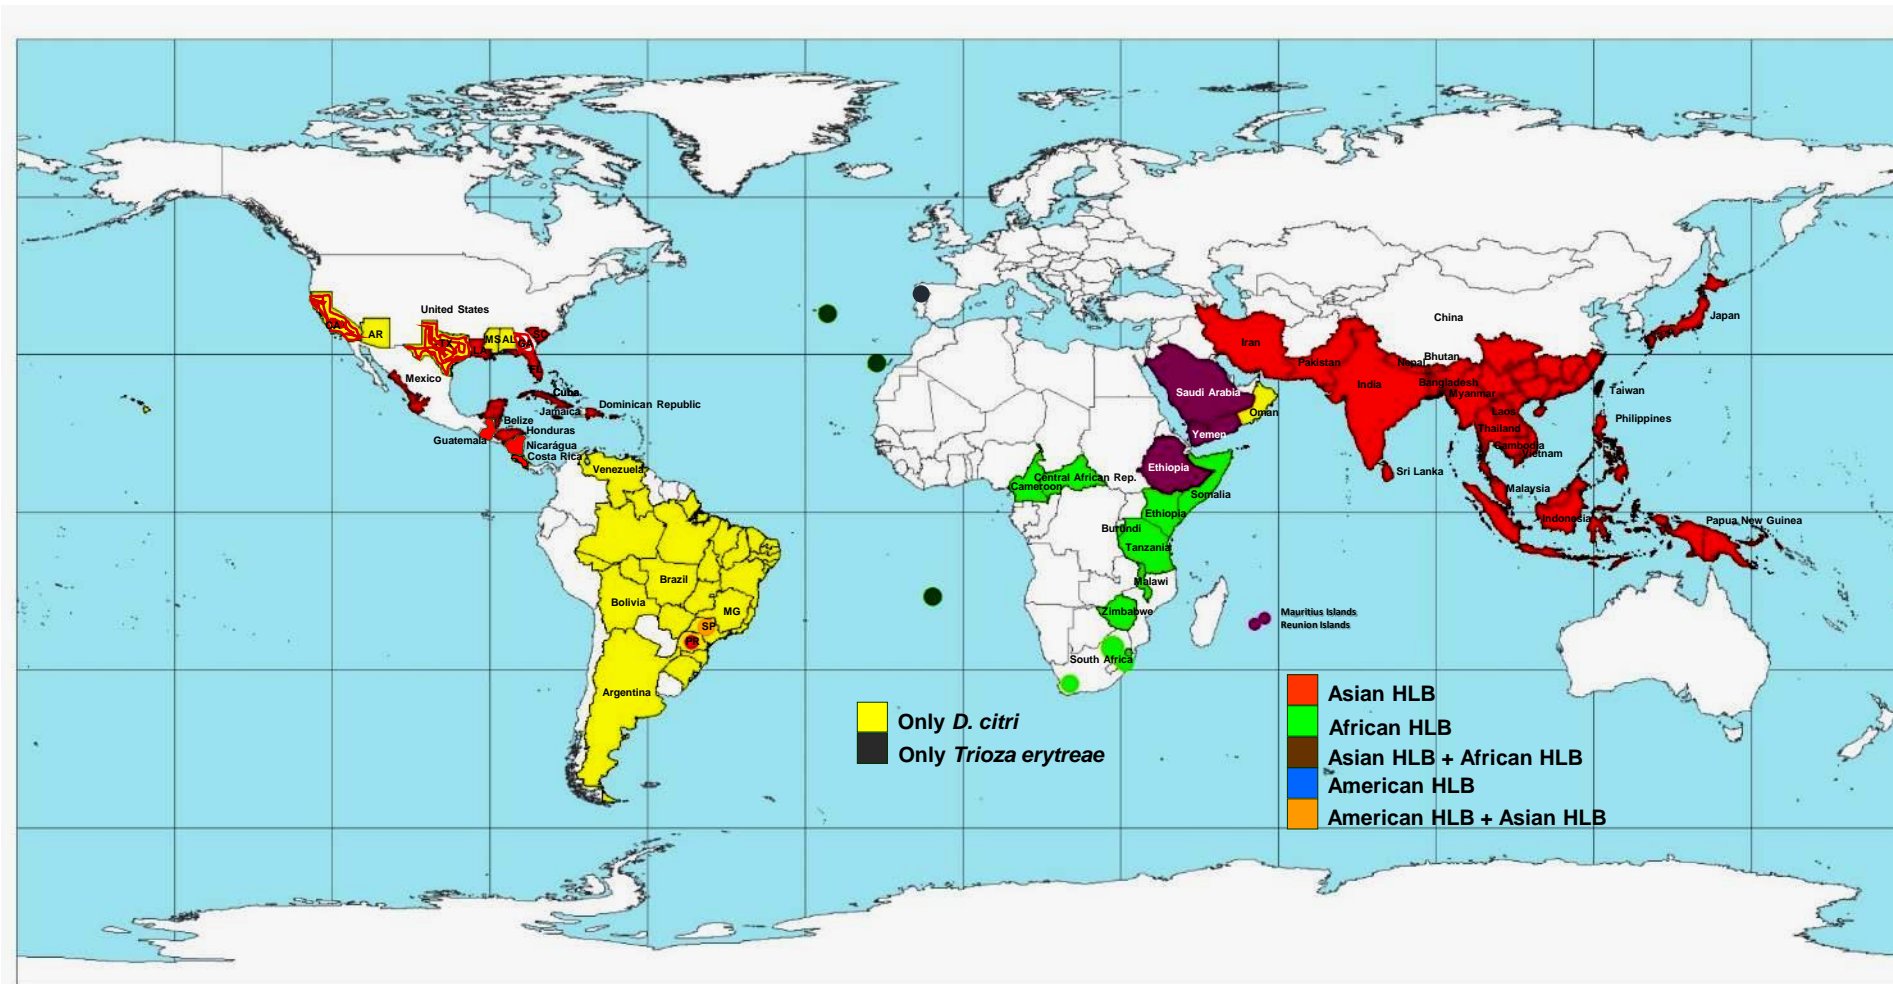 United States
CA
AR
TX
LA
MS
AL
GA
SC
FL
Mexico
Cuba
Jamaica
Dominican Republic
Belize
Honduras
Guatemala
Nicarágua
Costa Rica
Venezuela
Brazil
Bolivia
MG
SP
PR
Argentina
Saudi Arabia
Oman
Yemen
Ethiopia
Central African Rep.
Cameroon
Somalia
Ethiopia
Burundi
Tanzania
Malawi
Zimbabwe
South Africa
Mauritius Islands
Reunion Islands
Iran
Pakistan
Nepal
Bhutan
China
Japan
India
Bangladesh
Myanmar
Taiwan
Laos
Thailand
Philippines
Cambodia
Vietnam
Sri Lanka
Malaysia
Indonesia
Papua New Guinea
Only D. citri
Only Trioza erytreae
Asian HLB
African HLB
Asian HLB + African HLB
American HLB
American HLB + Asian HLB